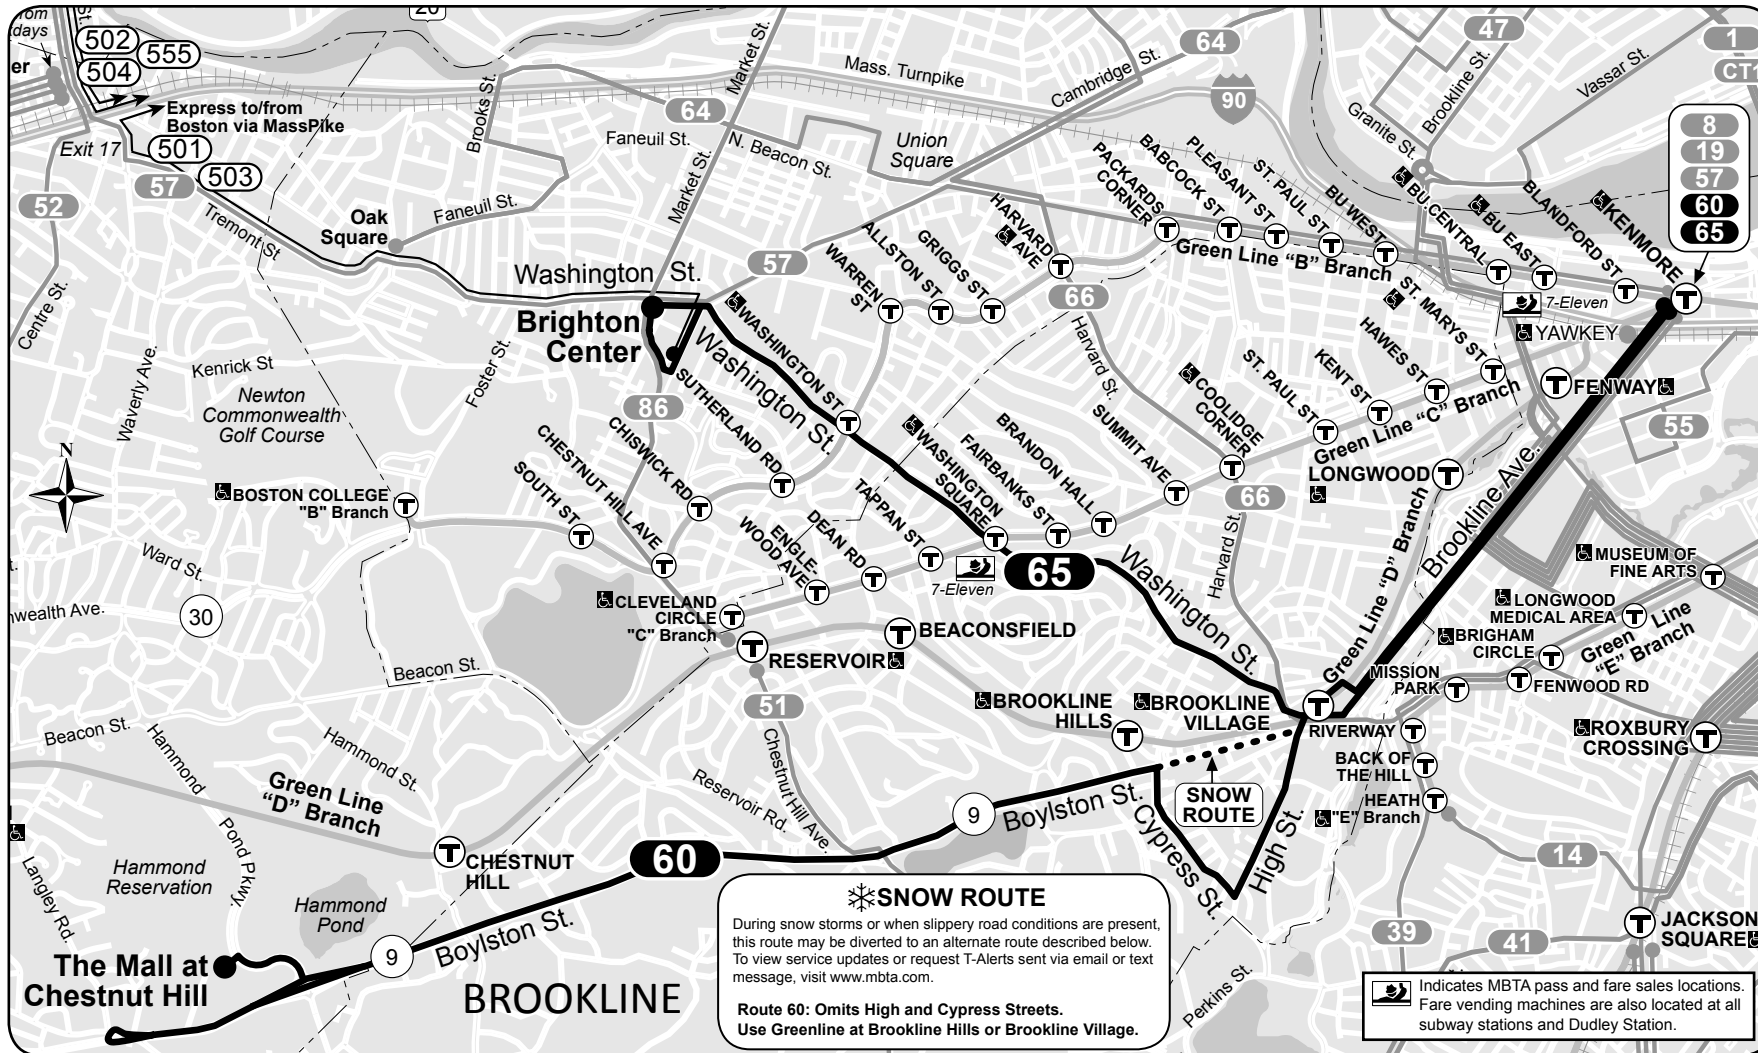 from
days
er
502
555
504
Express to/from
Boston via MassPike
Exit 17
501
57
503
52
Tremont St
Centre St.
Waverly Ave.
Oak
Square
Faneuil St.
Brooks St.
20
64
Faneuil St.
Market St.
Market St.
N. Beacon St.
Mass. Turnpike
Union
Square
Cambridge St.
64
90
47
1
CT1
Brookline St.
Vassar St.
Granite St.
8
19
57
60
65
Washington St.
57
Brighton
Center
86
Kenrick St
Foster St.
Newton
Commonwealth
Golf Course
N
WARREN
ST
ALLSTON ST
GRIGGS ST
HARVARD
AVE
PACKARDS
CORNER
BABCOCK ST
PLEASANT ST
ST. PAUL ST
BU WEST
BU CENTRAL
BU EAST
BLANDFORD ST
KENMORE
Green Line “B” Branch
66
Harvard St.
7-Eleven
YAWKEY
ST. MARYS ST
HAWES ST
KENT ST
ST. PAUL ST
COOLIDGE
CORNER
SUMMIT AVE
BRANDON HALL
FAIRBANKS ST
WASHINGTON
SQUARE
TAPPAN ST
DEAN RD
ENGLE-
WOOD AVE
Green Line “C” Branch
FENWAY
55
LONGWOOD
66
Harvard St.
WASHINGTON ST
Washington St.
SUTHERLAND RD
CHISWICK RD
CHESTNUT HILL AVE
SOUTH ST
BOSTON COLLEGE
"B" Branch
Ward St.
t.
nwealth Ave.
30
CLEVELAND
CIRCLE
"C" Branch
7-Eleven
65
Washington St.
Green Line “D” Branch
Brookline Ave.
MUSEUM OF
FINE ARTS
LONGWOOD
MEDICAL AREA
BRIGHAM
CIRCLE
Green Line
“E” Branch
MISSION
PARK
FENWOOD RD
BEACONSFIELD
RESERVOIR
Beacon St.
51
BROOKLINE
HILLS
BROOKLINE
VILLAGE
RIVERWAY
ROXBURY
CROSSING
BACK OF
THE HILL
HEATH
"E" Branch
Beacon St.
Hammond
Pond Pkwy.
Hammond St.
Green Line
“D” Branch
Reservoir Rd.
Chestnut Hill Ave.
SNOW
ROUTE
9
Boylston St.
Cypress St.
High St.
14
CHESTNUT
HILL
60
Langley Rd.
Hammond
Reservation
Hammond
Pond
9
Boylston St.
The Mall at
Chestnut Hill
BROOKLINE
SNOW ROUTE
During snow storms or when slippery road conditions are present,
this route may be diverted to an alternate route described below.
To view service updates or request T-Alerts sent via email or text
message, visit www.mbta.com.
Route 60: Omits High and Cypress Streets.
Use Greenline at Brookline Hills or Brookline Village.
39
41
JACKSON
SQUARE
Perkins St.
Indicates MBTA pass and fare sales locations.
Fare vending machines are also located at all
subway stations and Dudley Station.